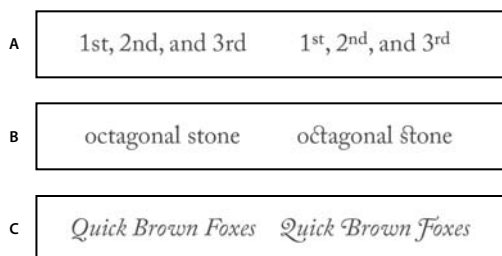 A 1st, 2nd, and 3rd 1st, 2nd, and 3rd
B octagonal stone octagonal stone
C Quick Brown Foxes Quick Brown Foxes